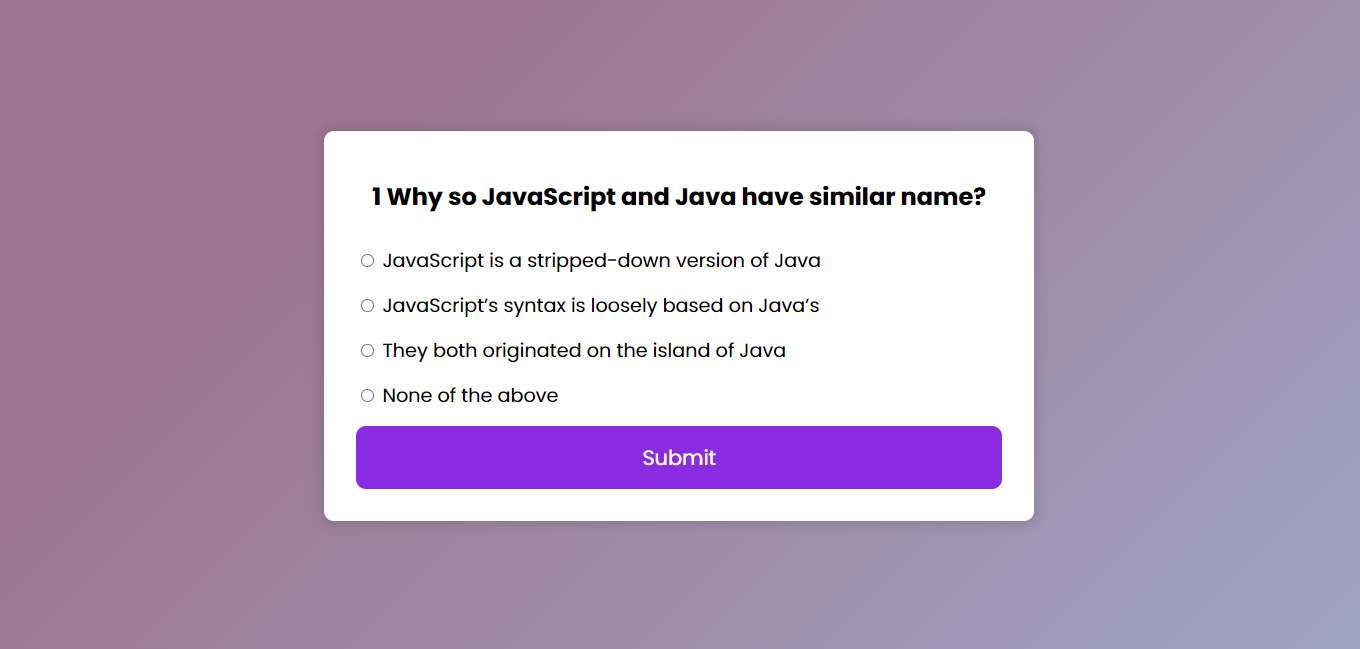 1 Why so JavaScript and Java have similar name?
JavaScript is a stripped-down version of Java
JavaScript’s syntax is loosely based on Java’s
They both originated on the island of Java
None of the above
Submit